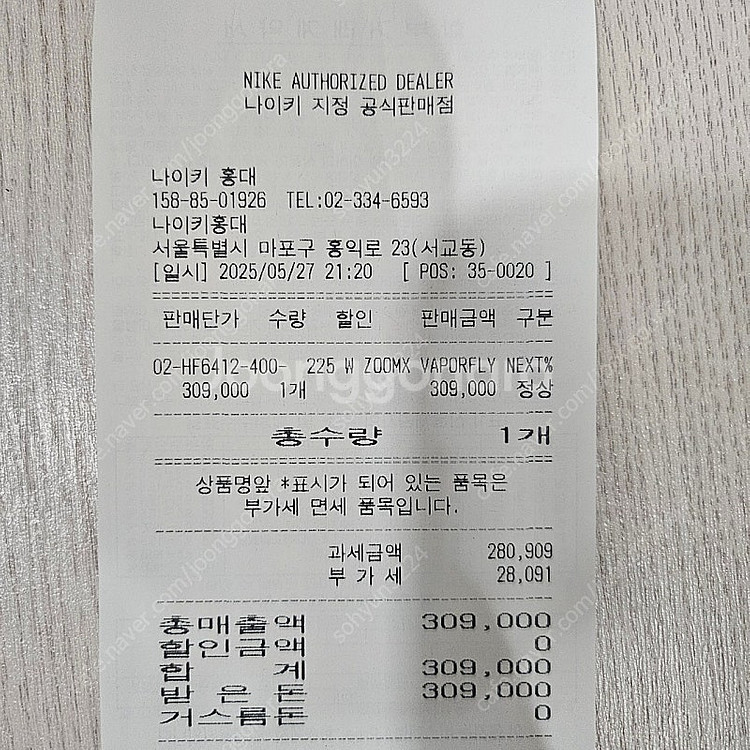 NIKE AUTHORIZED DEALER
나이키 지정 공식판매점
나이키 홍대
158-85-01926 TEL:02-334-6593
나이키홍대
서울특별시 마포구 홍익로 23(서교동)
[일시] 2025/05/27 21:20 [ POS: 35-0020 ]
판매단가 수량 할인 판매금액 구분
02-HF6412-400- 225 W ZOOMX VAPORFLY NEXT%
309,000 1개 309,000 정상
총수량 1개
상품명앞 *표시가 되어 있는 품목은
부가세 면세 품목입니다.
과세금액 280,909
부 가 세 28,091
총매출액 309,000
할인금액 0
합 계 309,000
받 은 돈 309,000
거스름돈 0